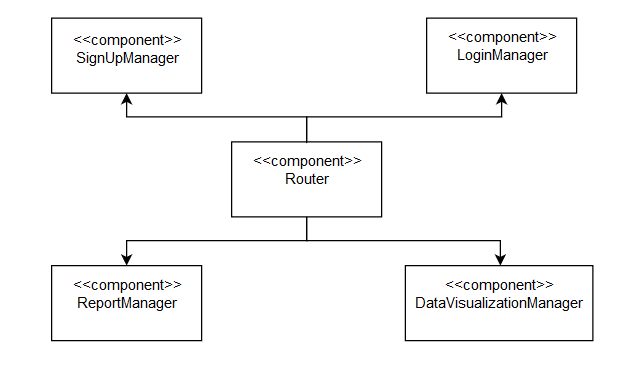 <<component>>
SignUpManager
<<component>>
LoginManager
<<component>>
Router
<<component>>
ReportManager
<<component>>
DataVisualizationManager